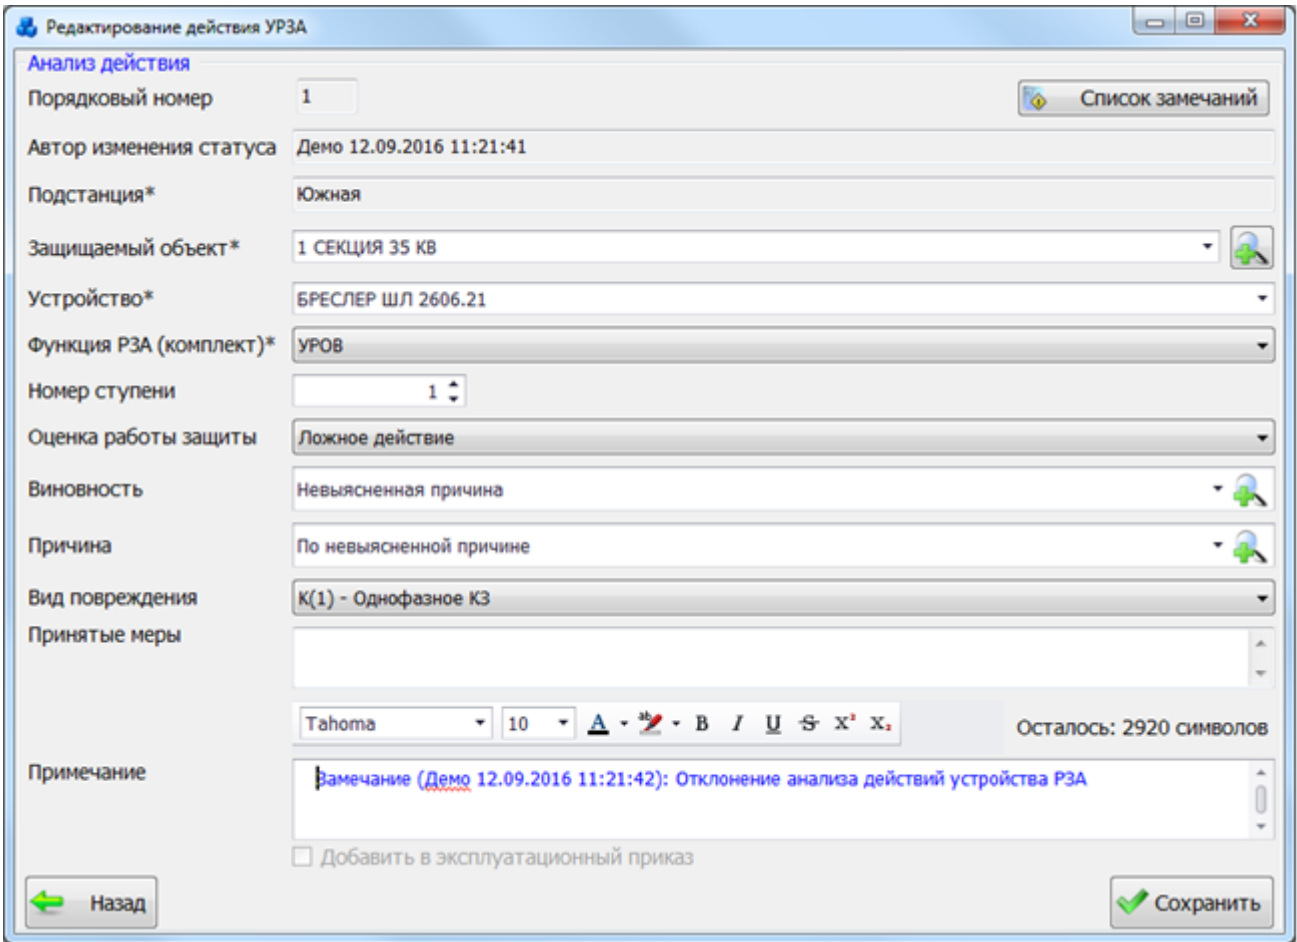 Редактирование действия УРЗА
Анализ действия
Порядковый номер 1 Список замечаний
Автор изменения статуса Демо 12.09.2016 11:21:41
Подстанция* Южная
Защищаемый объект* 1 СЕКЦИЯ 35 КВ
Устройство* БРЕСЛЕР ШЛ 2606.21
Функция РЗА (комплект)* УРОВ
Номер ступени 1
Оценка работы защиты Ложное действие
Виновность Невыясненная причина
Причина По невыясненной причине
Вид повреждения К(1) - Однофазное КЗ
Принятые меры
Tahoma 10 A ab B I U S X² X₂ Осталось: 2920 символов
Примечание Замечание (Демо 12.09.2016 11:21:42): Отклонение анализа действий устройства РЗА
Добавить в эксплуатационный приказ
Назад Сохранить